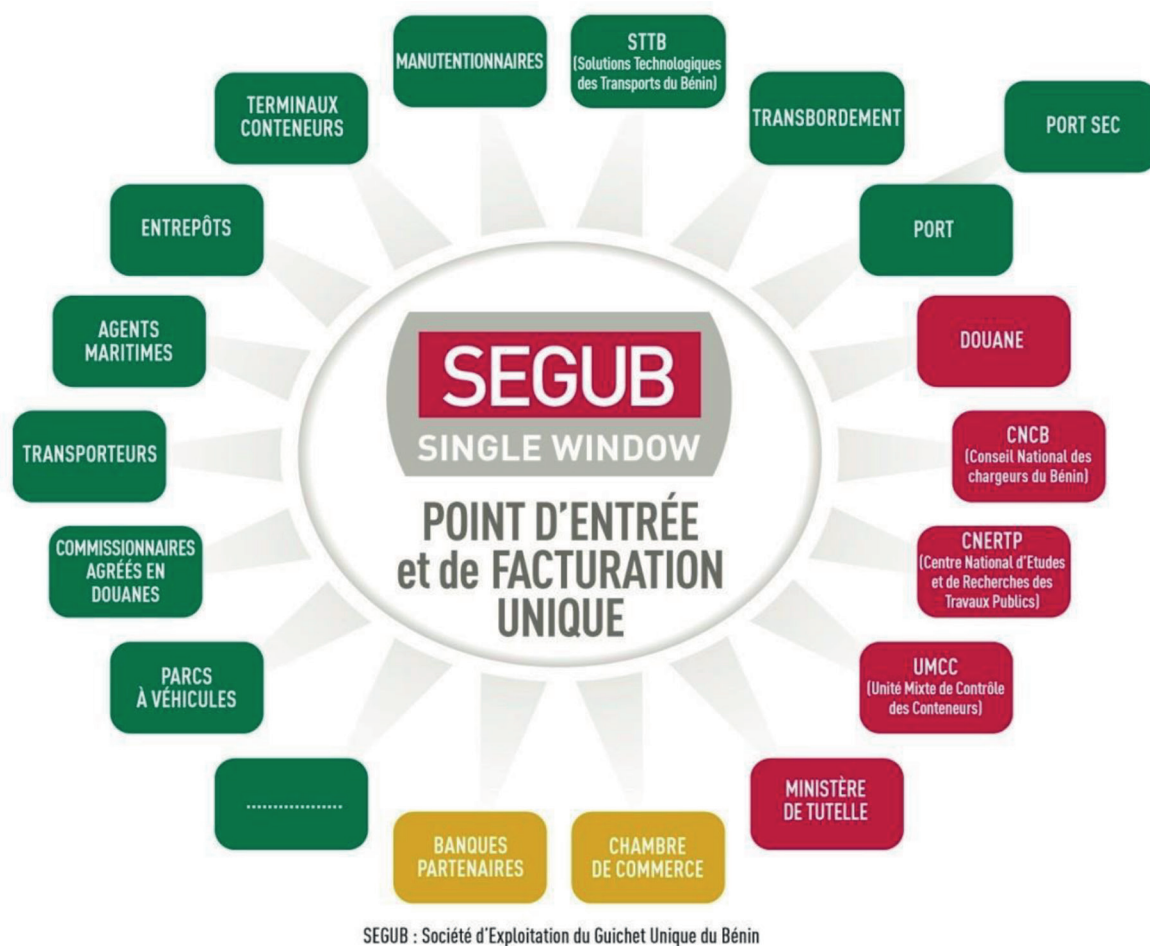 MANUTENTIONNAIRES
STTB
(Solutions Technologiques
des Transports du Bénin)
TRANSBORDEMENT
PORT SEC
PORT
DOUANE
CNCB
(Conseil National des
chargeurs du Bénin)
CNERTP
(Centre National d'Etudes
et de Recherches des
Travaux Publics)
UMCC
(Unité Mixte de Contrôle
des Conteneurs)
MINISTÈRE
DE TUTELLE
CHAMBRE
DE COMMERCE
BANQUES
PARTENAIRES
..................
PARCS
À VÉHICULES
COMMISSIONNAIRES
AGRÉÉS EN
DOUANES
TRANSPORTEURS
AGENTS
MARITIMES
ENTREPÔTS
TERMINAUX
CONTENEURS
SEGUB
SINGLE WINDOW
POINT D'ENTRÉE
et de FACTURATION
UNIQUE
SEGUB : Société d'Exploitation du Guichet Unique du Bénin